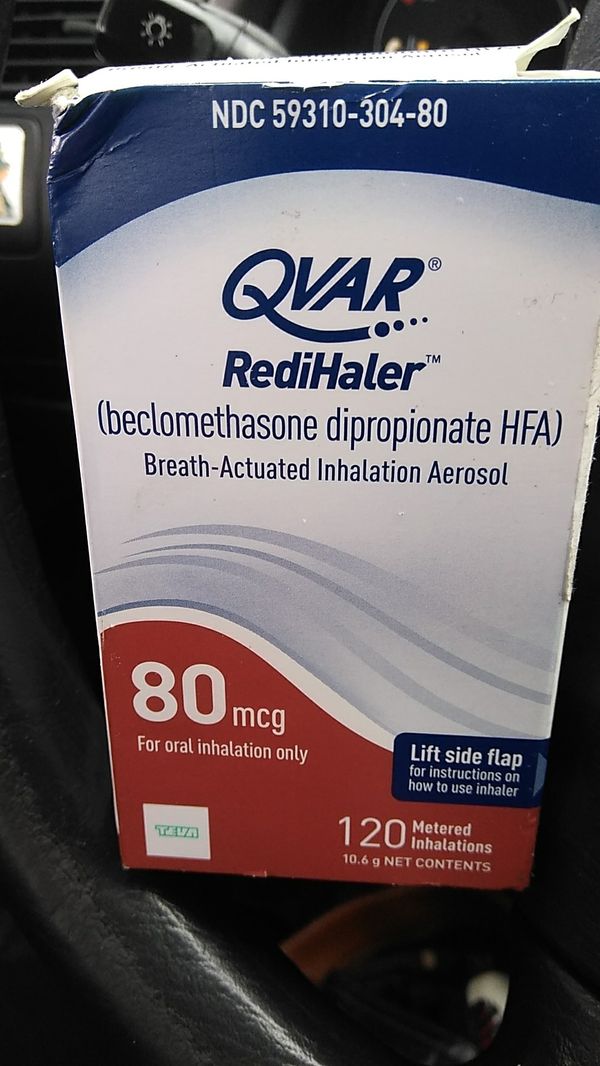 NDC 59310-304-80
QVAR®
RediHaler™
(beclomethasone dipropionate HFA)
Breath-Actuated Inhalation Aerosol
80 mcg
For oral inhalation only
Lift side flap
for instructions on
how to use inhaler
TEVA
120 Metered
Inhalations
10.6 g NET CONTENTS